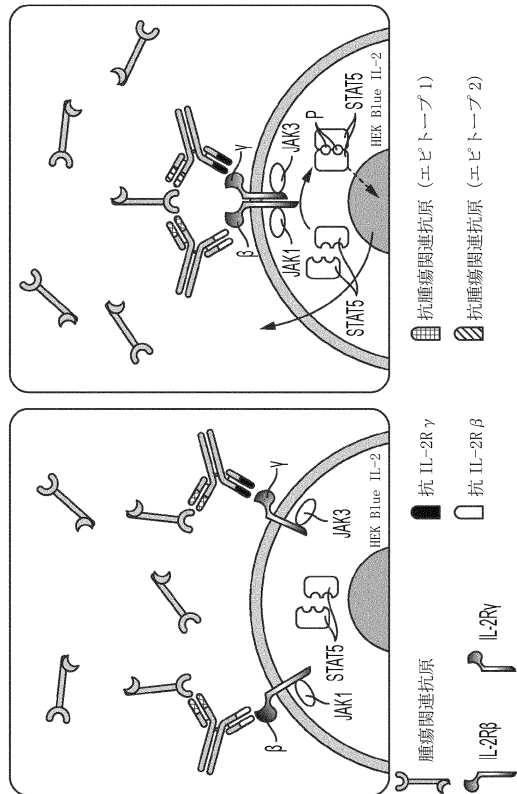 β
γ
JAK1
JAK3
STAT5
HEK Blue IL-2
β
γ
JAK1
JAK3
STAT5
P
STAT5
HEK Blue IL-2
腫瘍関連抗原
抗 IL-2R γ
抗腫瘍関連抗原 (エピトープ 1)
IL-2Rβ
IL-2Rγ
抗 IL-2R β
抗腫瘍関連抗原 (エピトープ 2)